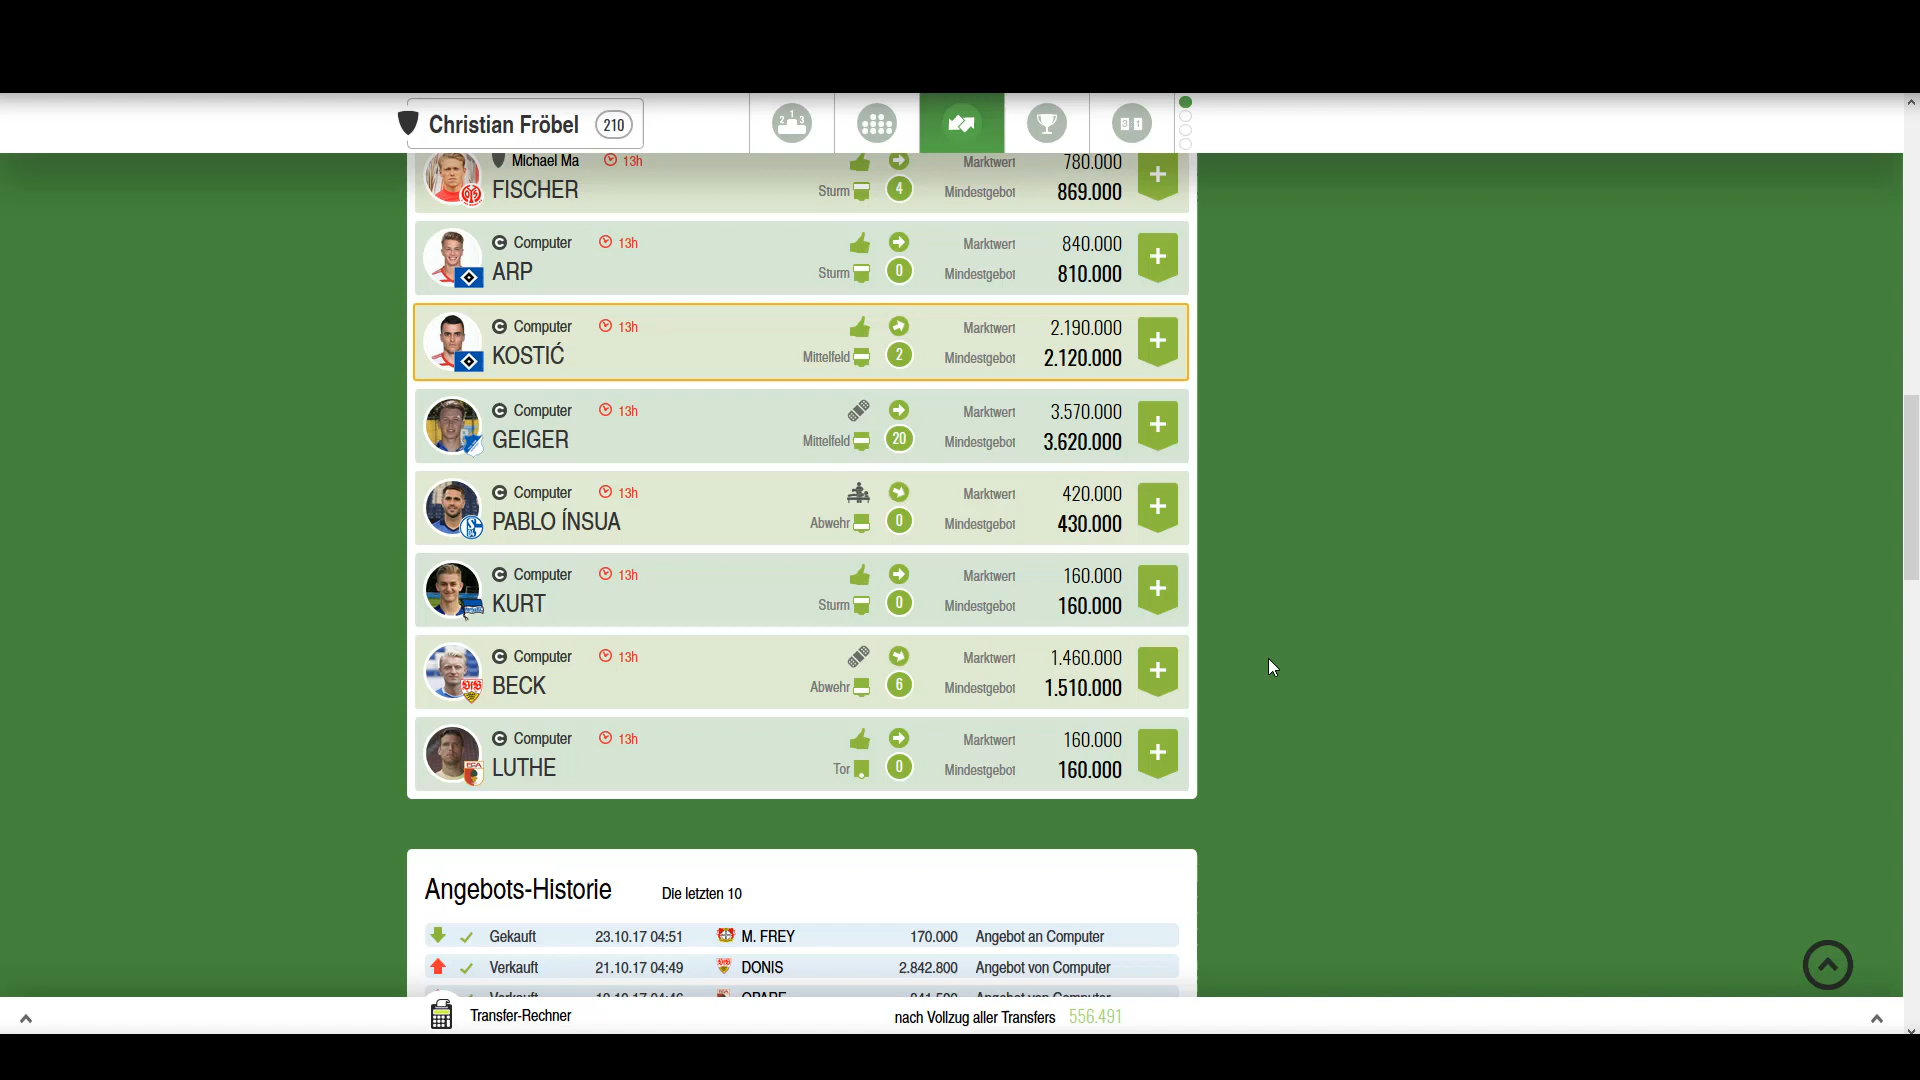 Christian Fröbel 210
1 2 3
3 1
Michael Ma 13h Marktwert 780.000
FISCHER Sturm 4 Mindestgebot 869.000
Computer 13h Marktwert 840.000
ARP Sturm 0 Mindestgebot 810.000
Computer 13h Marktwert 2.190.000
KOSTIĆ Mittelfeld 2 Mindestgebot 2.120.000
Computer 13h Marktwert 3.570.000
GEIGER Mittelfeld 20 Mindestgebot 3.620.000
Computer 13h Marktwert 420.000
PABLO ÍNSUA Abwehr 0 Mindestgebot 430.000
Computer 13h Marktwert 160.000
KURT Sturm 0 Mindestgebot 160.000
Computer 13h Marktwert 1.460.000
BECK Abwehr 6 Mindestgebot 1.510.000
Computer 13h Marktwert 160.000
LUTHE Tor 0 Mindestgebot 160.000
Angebots-Historie Die letzten 10
Gekauft 23.10.17 04:51 M. FREY 170.000 Angebot an Computer
Verkauft 21.10.17 04:49 DONIS 2.842.800 Angebot von Computer
Transfer-Rechner nach Vollzug aller Transfers 556.491